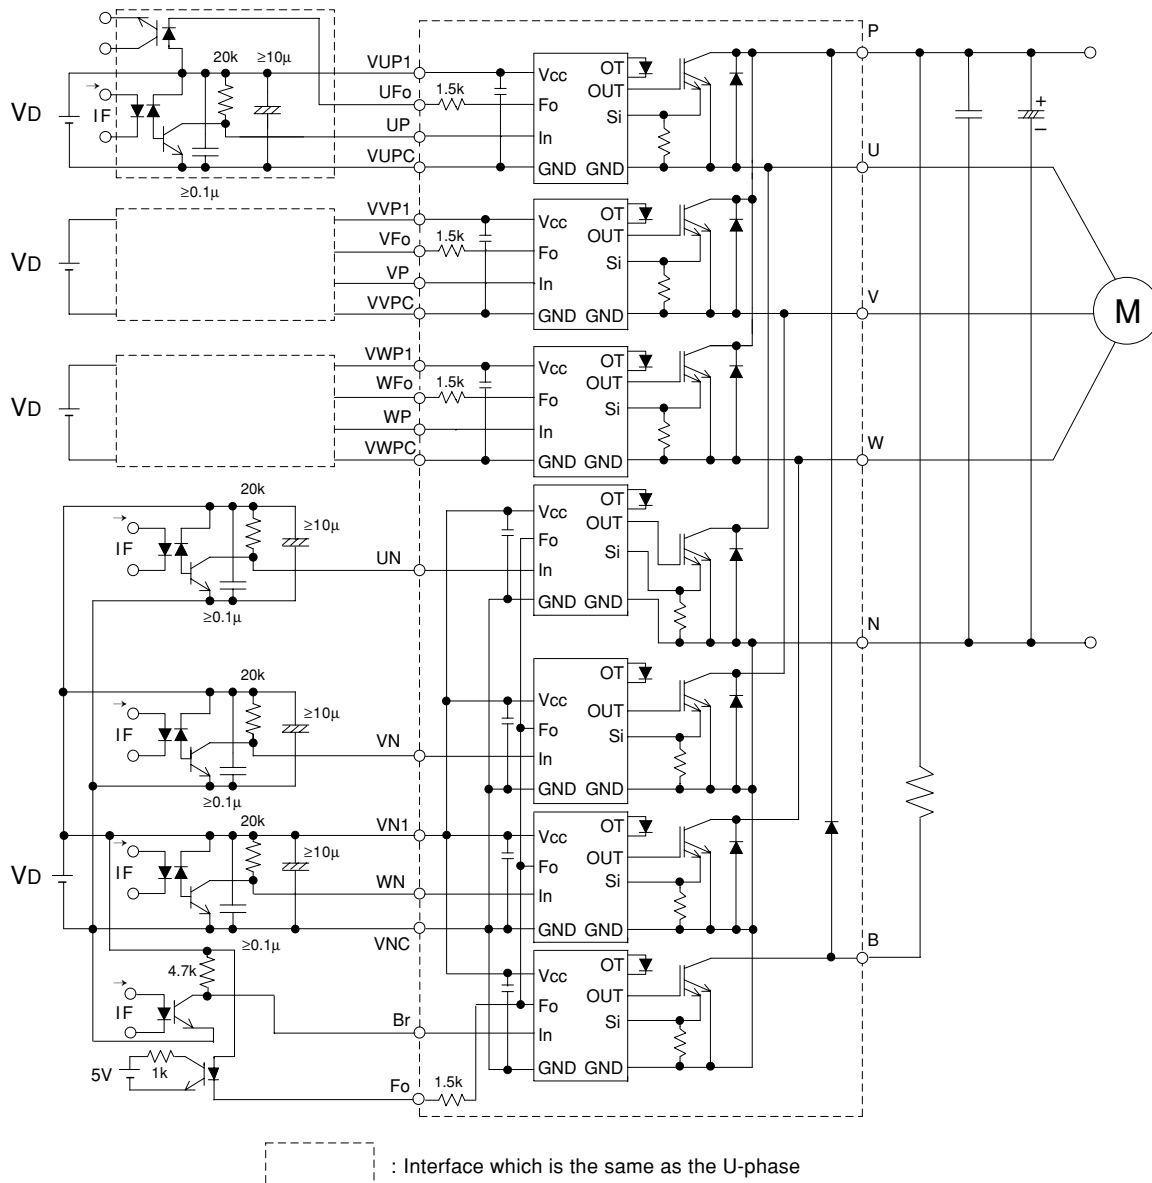 P
20k ≥10µ VUP1 Vcc OT
UFo 1.5k Fo OUT
VD IF UP In Si
+
–
VUPC GND GND U
≥0.1µ
VVP1 Vcc OT
VFo 1.5k Fo OUT
VD VP In Si
VVPC GND GND V
M
VWP1 Vcc OT
WFo 1.5k Fo OUT
VD WP In Si
VWPC GND GND W
20k OT
≥10µ Vcc OUT
IF UN Fo Si
In
≥0.1µ GND GND N
20k OT
≥10µ Vcc OUT
IF VN Fo Si
In
≥0.1µ GND GND
20k VN1 Vcc OT
≥10µ Fo OUT
VD IF WN In Si
≥0.1µ VNC GND GND B
4.7k Vcc OT
IF Fo OUT
Br In Si
5V 1k GND GND
Fo 1.5k
: Interface which is the same as the U-phase